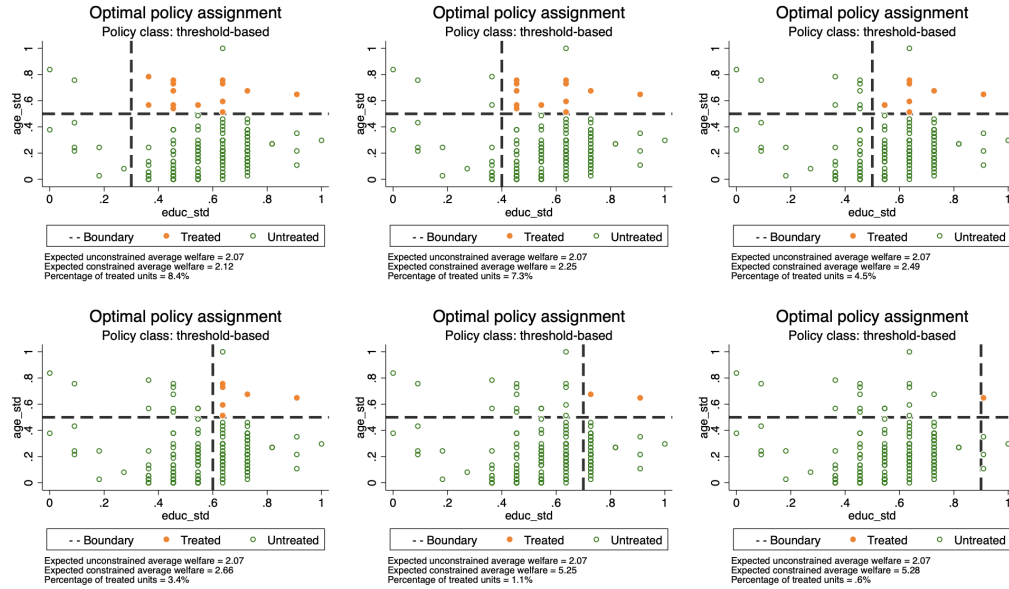 Optimal policy assignment
Policy class: threshold-based
age_std
0 .2 .4 .6 .8 1
0 .2 .4 .6 .8 1
educ_std
Boundary Treated Untreated
Expected unconstrained average welfare = 2.07
Expected constrained average welfare = 2.12
Percentage of treated units = 8.4%
Optimal policy assignment
Policy class: threshold-based
age_std
0 .2 .4 .6 .8 1
0 .2 .4 .6 .8 1
educ_std
Boundary Treated Untreated
Expected unconstrained average welfare = 2.07
Expected constrained average welfare = 2.25
Percentage of treated units = 7.3%
Optimal policy assignment
Policy class: threshold-based
age_std
0 .2 .4 .6 .8 1
0 .2 .4 .6 .8 1
educ_std
Boundary Treated Untreated
Expected unconstrained average welfare = 2.07
Expected constrained average welfare = 2.49
Percentage of treated units = 4.5%
Optimal policy assignment
Policy class: threshold-based
age_std
0 .2 .4 .6 .8 1
0 .2 .4 .6 .8 1
educ_std
Boundary Treated Untreated
Expected unconstrained average welfare = 2.07
Expected constrained average welfare = 2.66
Percentage of treated units = 3.4%
Optimal policy assignment
Policy class: threshold-based
age_std
0 .2 .4 .6 .8 1
0 .2 .4 .6 .8 1
educ_std
Boundary Treated Untreated
Expected unconstrained average welfare = 2.07
Expected constrained average welfare = 5.25
Percentage of treated units = 1.1%
Optimal policy assignment
Policy class: threshold-based
age_std
0 .2 .4 .6 .8 1
0 .2 .4 .6 .8 1
educ_std
Boundary Treated Untreated
Expected unconstrained average welfare = 2.07
Expected constrained average welfare = 5.28
Percentage of treated units = .6%